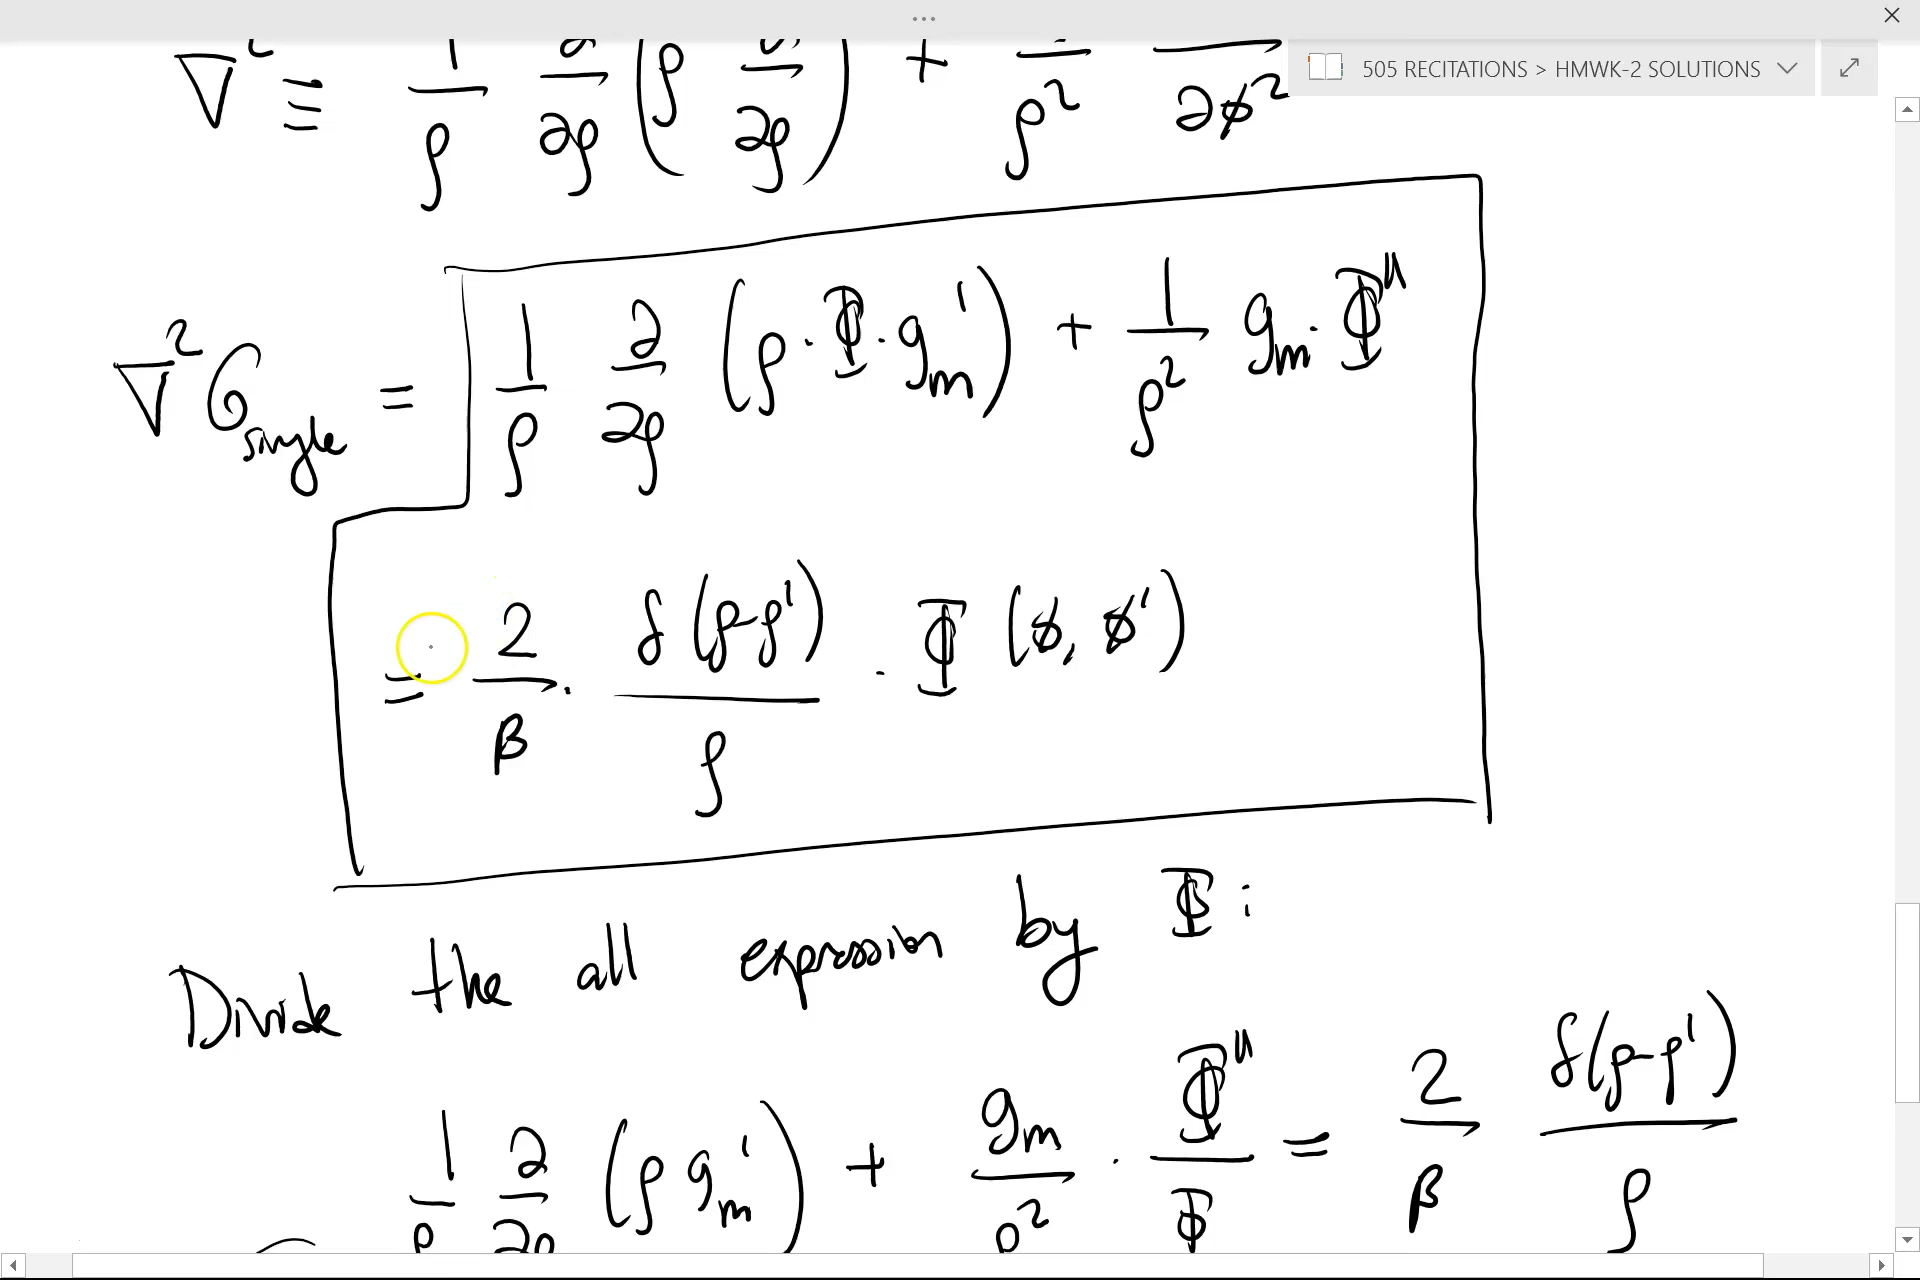 505 RECITATIONS > HMWK-2 SOLUTIONS
∇² ≡ 1/ρ ∂/∂ρ (ρ ∂/∂ρ) + 1/ρ² ∂φ²
∇²G_single = 1/ρ ∂/∂ρ (ρ · Φ · g_m') + 1/ρ² g_m · Φ"
= 2/β · δ(ρ-ρ')/ρ · Φ(φ, φ')
Divide the all expression by Φ:
1/ρ ∂/∂ρ (ρ g_m') + g_m/ρ² · Φ"/Φ = 2/β δ(ρ-ρ')/ρ